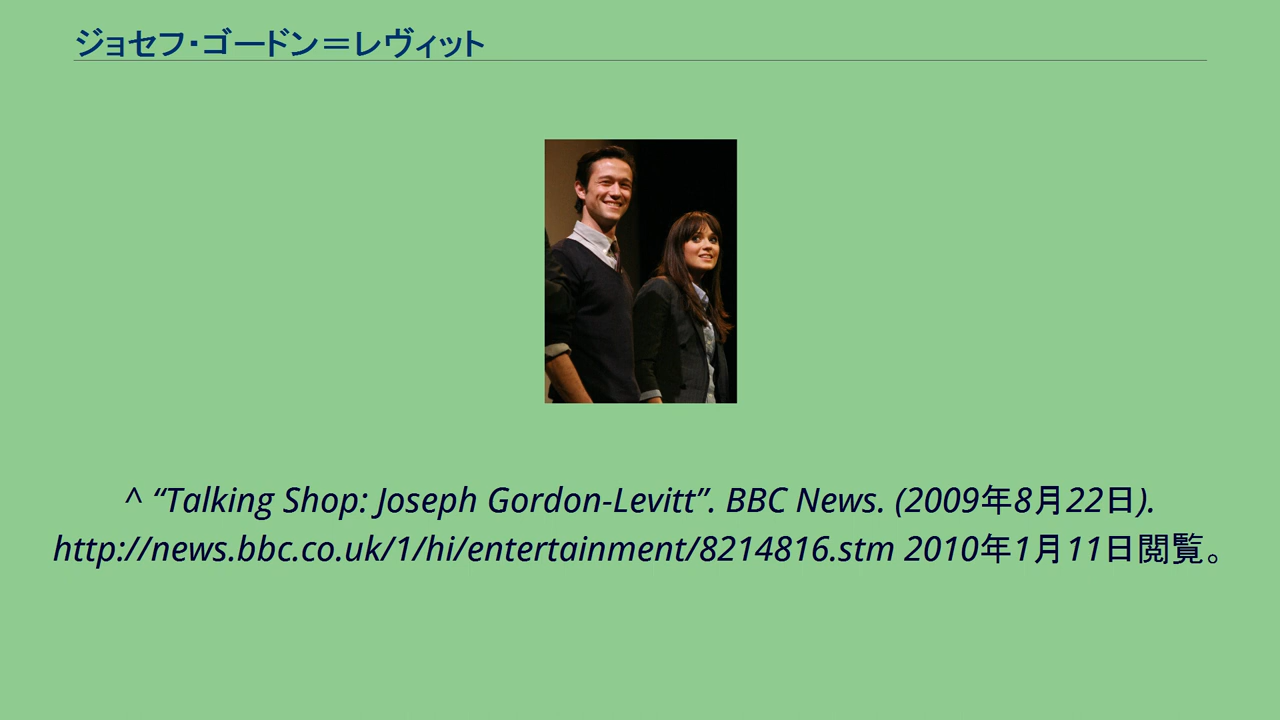 ジョセフ・ゴードン＝レヴィット
^ “Talking Shop: Joseph Gordon-Levitt”. BBC News. (2009年8月22日).
http://news.bbc.co.uk/1/hi/entertainment/8214816.stm 2010年1月11日閲覧。